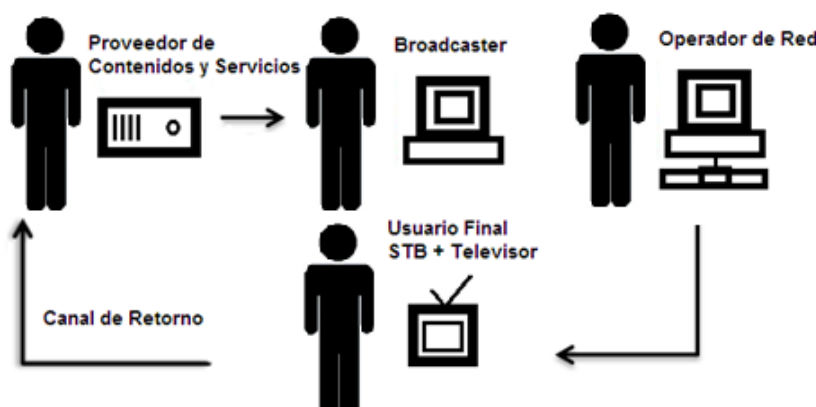 Proveedor de
Contenidos y Servicios
Broadcaster
Operador de Red
Usuario Final
STB + Televisor
Canal de Retorno